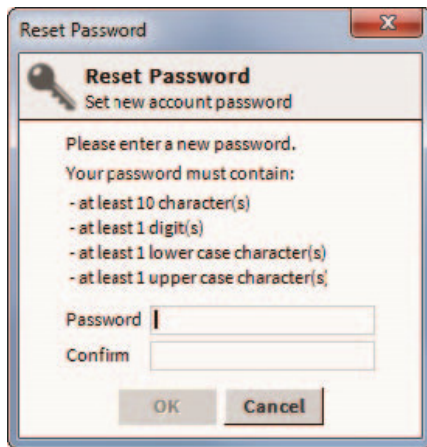 Reset Password
Reset Password
Set new account password
Please enter a new password.
Your password must contain:
- at least 10 character(s)
- at least 1 digit(s)
- at least 1 lower case character(s)
- at least 1 upper case character(s)
Password
Confirm
OK Cancel